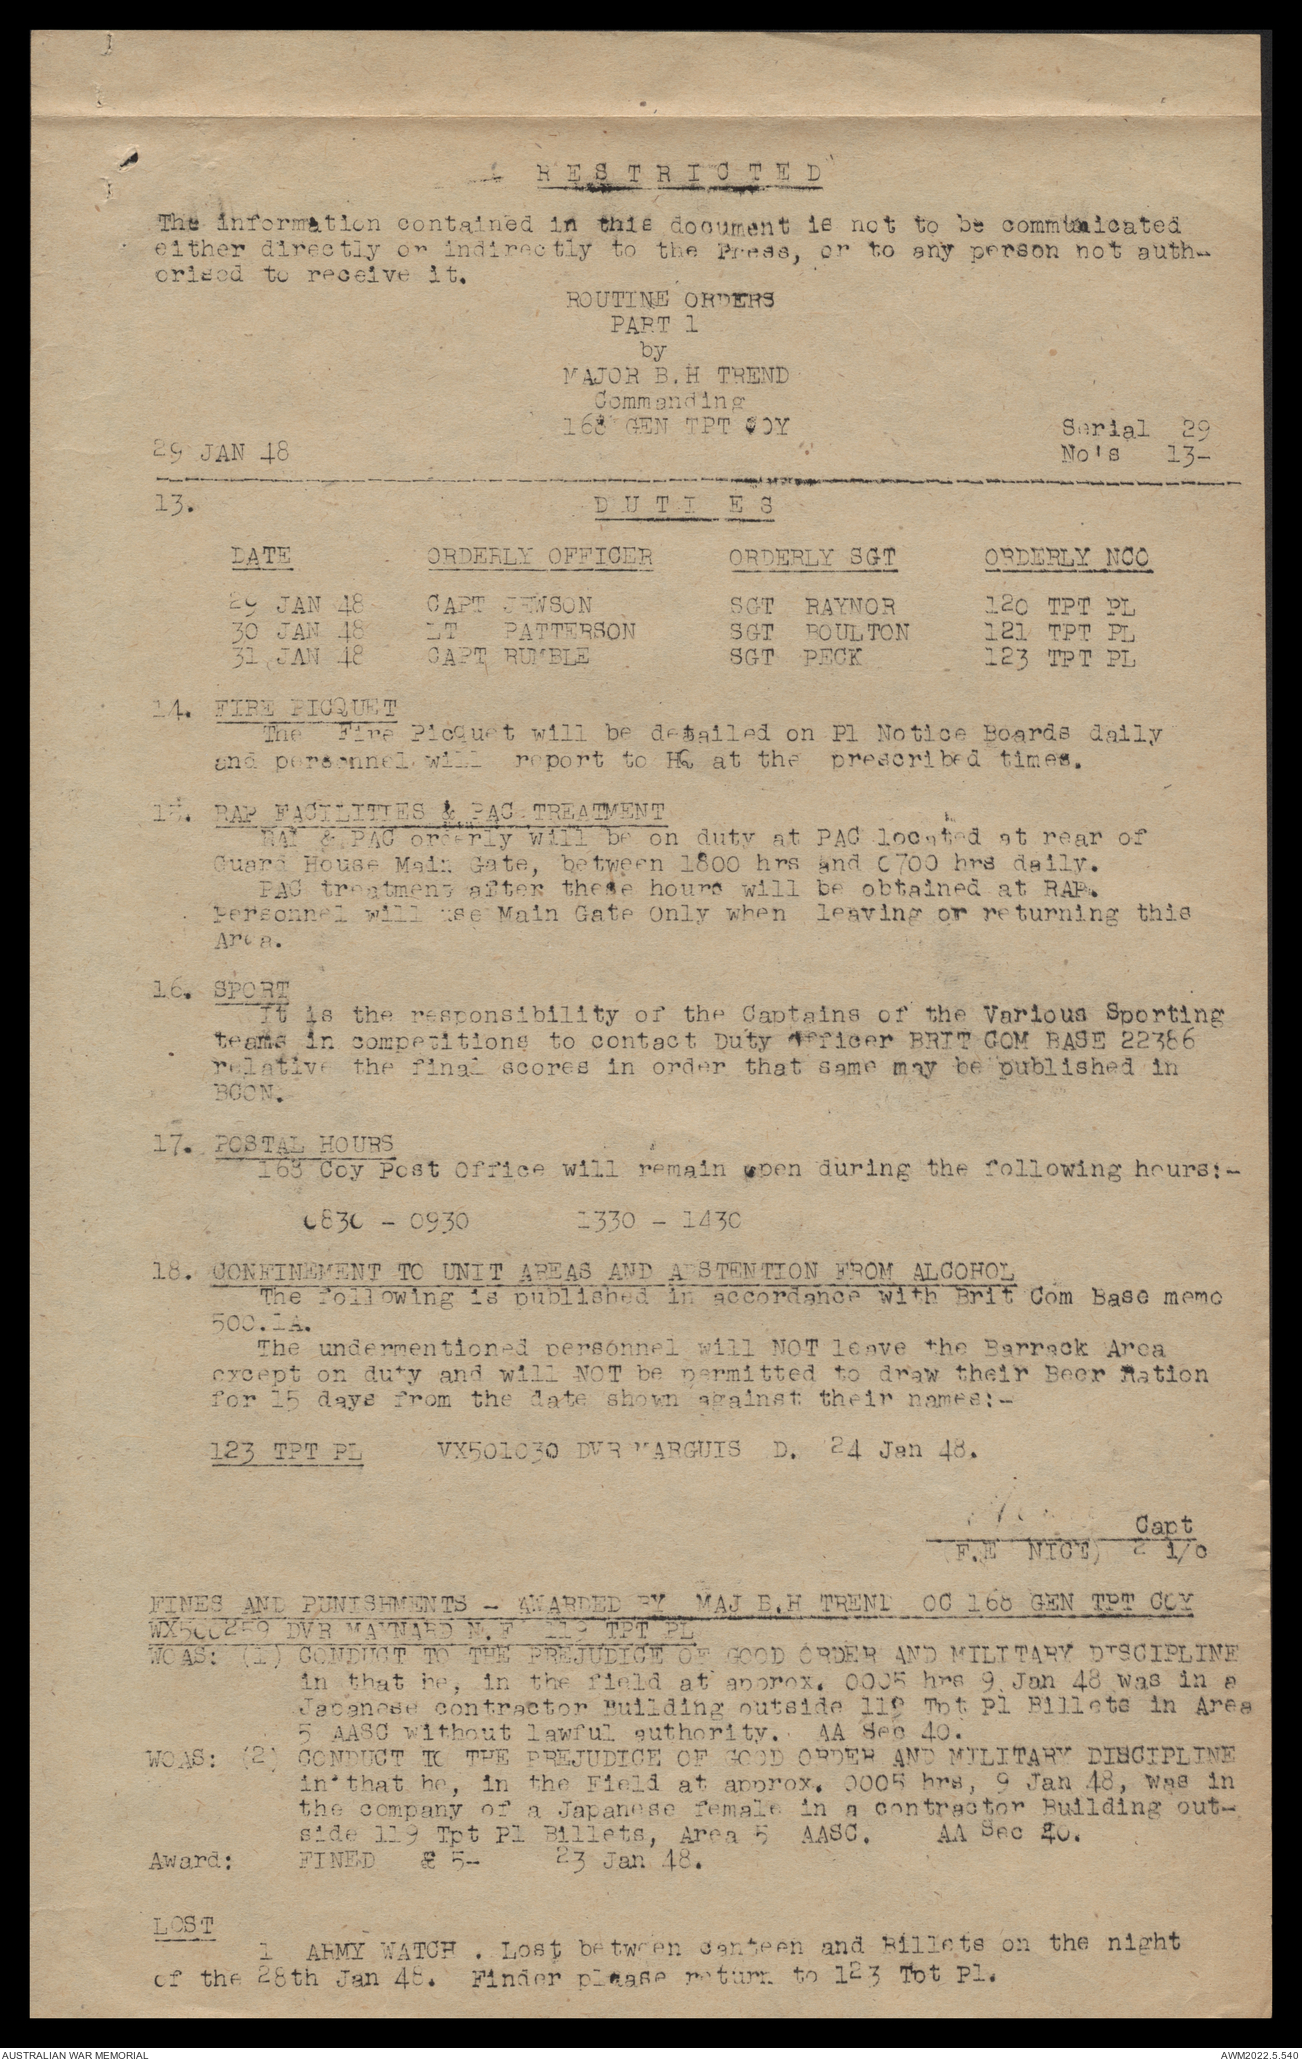 R E S T R I C T E D
The information contained in this document is not to be communicated
either directly or indirectly to the Press, or to any person not auth-
orised to receive it.
ROUTINE ORDERS
PART 1
by
MAJOR B.H TREND
Commanding
168 GEN TPT COY
Serial 29
29 JAN 48
No's 13-
13. D U T I E S
DATE ORDERLY OFFICER ORDERLY SGT ORDERLY NCO
29 JAN 48 CAPT JEWSON SGT RAYNOR 120 TPT PL
30 JAN 48 LT PATTERSON SGT BOULTON 121 TPT PL
31 JAN 48 CAPT RUMBLE SGT PECK 123 TPT PL
14. FIRE PICQUET
The Fire Picquet will be detailed on Pl Notice Boards daily
and personnel will report to HQ at the prescribed times.
15. RAP FACILITIES & PAC TREATMENT
RAP & PAC orderly will be on duty at PAC located at rear of
Guard House Main Gate, between 1800 hrs and 0700 hrs daily.
PAC treatment after these hours will be obtained at RAP.
Personnel will use Main Gate Only when leaving or returning this
Area.
16. SPORT
It is the responsibility of the Captains of the Various Sporting
teams in competitions to contact Duty Officer BRIT COM BASE 22386
relative the final scores in order that same may be published in
BCON.
17. POSTAL HOURS
168 Coy Post Office will remain open during the following hours:-
0830 - 0930 1330 - 1430
18. CONFINEMENT TO UNIT AREAS AND ABSTENTION FROM ALCOHOL
The following is published in accordance with Brit Com Base memo
500.1A.
The undermentioned personnel will NOT leave the Barrack Area
except on duty and will NOT be permitted to draw their Beer Ration
for 15 days from the date shown against their names:-
123 TPT PL VX501030 DVR MARGUIS D. 24 Jan 48.
Capt
(F.E NICE) 2 i/c
FINES AND PUNISHMENTS - AWARDED BY MAJ B.H TREND OC 168 GEN TPT COY
WX500259 DVR MAYNARD N.F 119 TPT PL
WOAS: (1) CONDUCT TO THE PREJUDICE OF GOOD ORDER AND MILITARY DISCIPLINE
in that he, in the field at approx. 0005 hrs 9 Jan 48 was in a
Japanese contractor Building outside 119 Tpt Pl Billets in Area
5 AASC without lawful authority. AA Sec 40.
WOAS: (2) CONDUCT TO THE PREJUDICE OF GOOD ORDER AND MILITARY DISCIPLINE
in that he, in the Field at approx. 0005 hrs, 9 Jan 48, was in
the company of a Japanese female in a contractor Building out-
side 119 Tpt Pl Billets, Area 5 AASC. AA Sec 40.
Award: FINED £ 5- 23 Jan 48.
LOST
1 ARMY WATCH . Lost between canteen and Billets on the night
of the 28th Jan 48. Finder please return to 123 Tpt Pl.
AUSTRALIAN WAR MEMORIAL
AWM2022.5.540